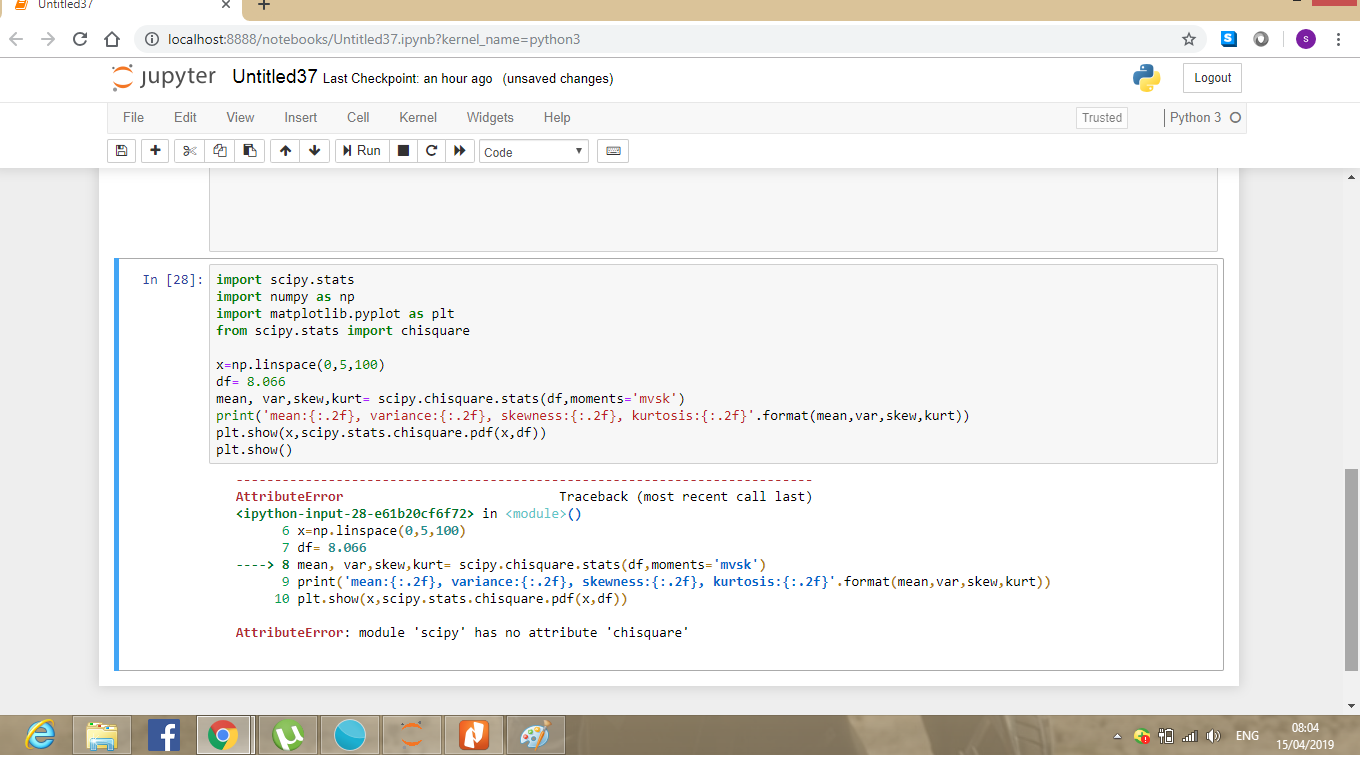 Untitled37
localhost:8888/notebooks/Untitled37.ipynb?kernel_name=python3
S
s
jupyter Untitled37 Last Checkpoint: an hour ago (unsaved changes)
Logout
File Edit View Insert Cell Kernel Widgets Help
Trusted
Python 3
Run
Code
In [28]:
import scipy.stats
import numpy as np
import matplotlib.pyplot as plt
from scipy.stats import chisquare
x=np.linspace(0,5,100)
df= 8.066
mean, var,skew,kurt= scipy.chisquare.stats(df,moments='mvsk')
print('mean:{:.2f}, variance:{:.2f}, skewness:{:.2f}, kurtosis:{:.2f}'.format(mean,var,skew,kurt))
plt.show(x,scipy.stats.chisquare.pdf(x,df))
plt.show()
---------------------------------------------------------------------------
AttributeError Traceback (most recent call last)
<ipython-input-28-e61b20cf6f72> in <module>()
6 x=np.linspace(0,5,100)
7 df= 8.066
----> 8 mean, var,skew,kurt= scipy.chisquare.stats(df,moments='mvsk')
9 print('mean:{:.2f}, variance:{:.2f}, skewness:{:.2f}, kurtosis:{:.2f}'.format(mean,var,skew,kurt))
10 plt.show(x,scipy.stats.chisquare.pdf(x,df))
AttributeError: module 'scipy' has no attribute 'chisquare'
ENG
08:04
15/04/2019